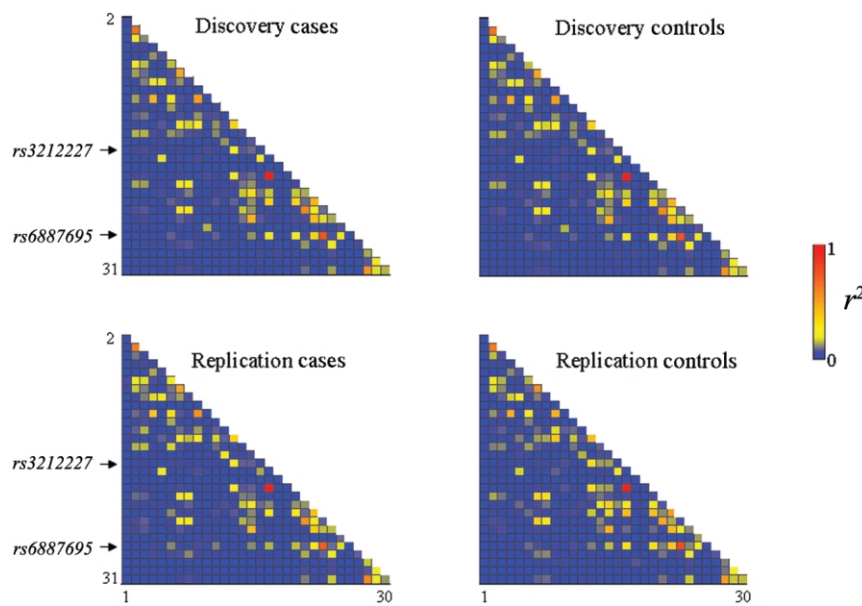 2
Discovery cases
Discovery controls
rs3212227
rs6887695
31
1
r²
0
2
Replication cases
Replication controls
rs3212227
rs6887695
31
1
30
1
30